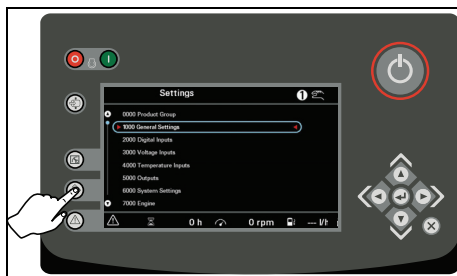 Settings
1
0000 Product Group
1000 General Settings
2000 Digital Inputs
3000 Voltage Inputs
4000 Temperature Inputs
5000 Outputs
6000 System Settings
7000 Engine
0 h 0 rpm --- l/h